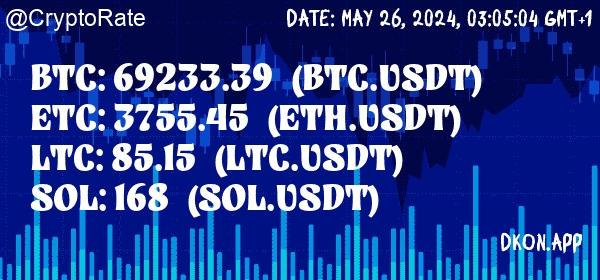 @CryptoRate
DATE: MAY 26, 2024, 03:05:04 GMT+1
BTC: 69233.39 (BTC.USDT)
ETC: 3755.45 (ETH.USDT)
LTC: 85.15 (LTC.USDT)
SOL: 168 (SOL.USDT)
DKON.APP